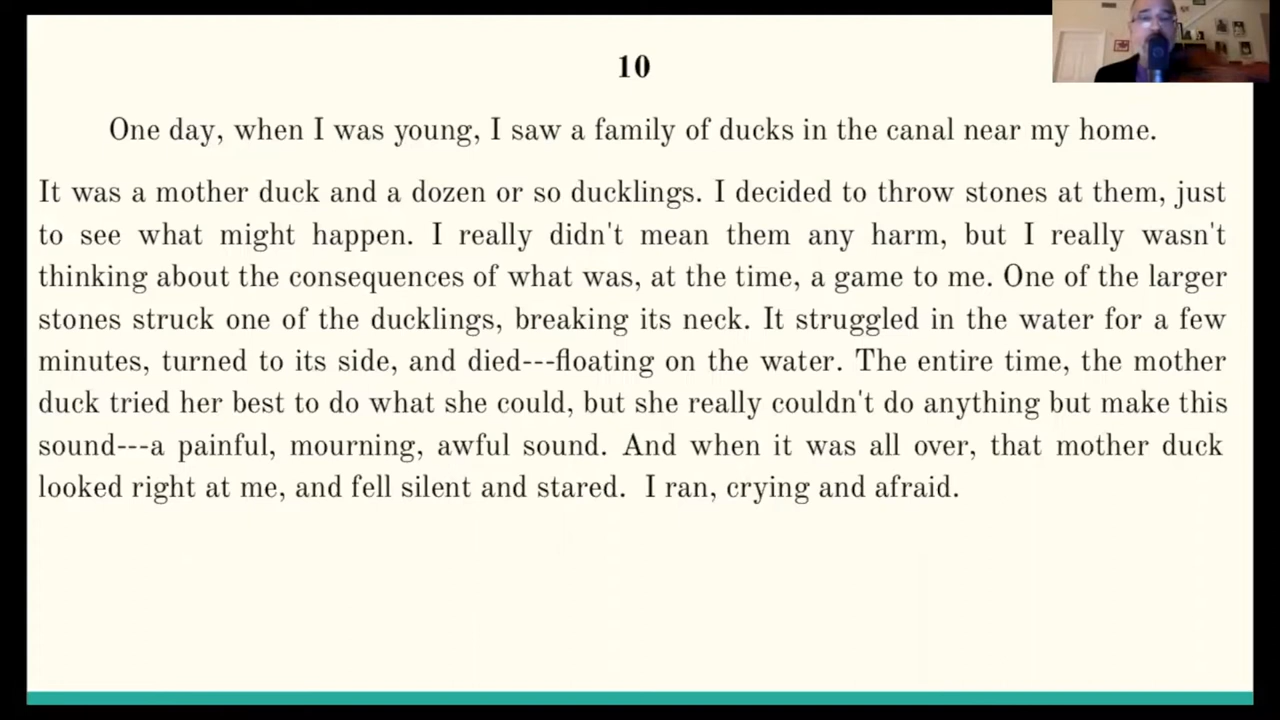 10
One day, when I was young, I saw a family of ducks in the canal near my home.
It was a mother duck and a dozen or so ducklings. I decided to throw stones at them, just
to see what might happen. I really didn't mean them any harm, but I really wasn't
thinking about the consequences of what was, at the time, a game to me. One of the larger
stones struck one of the ducklings, breaking its neck. It struggled in the water for a few
minutes, turned to its side, and died---floating on the water. The entire time, the mother
duck tried her best to do what she could, but she really couldn't do anything but make this
sound---a painful, mourning, awful sound. And when it was all over, that mother duck
looked right at me, and fell silent and stared.  I ran, crying and afraid.